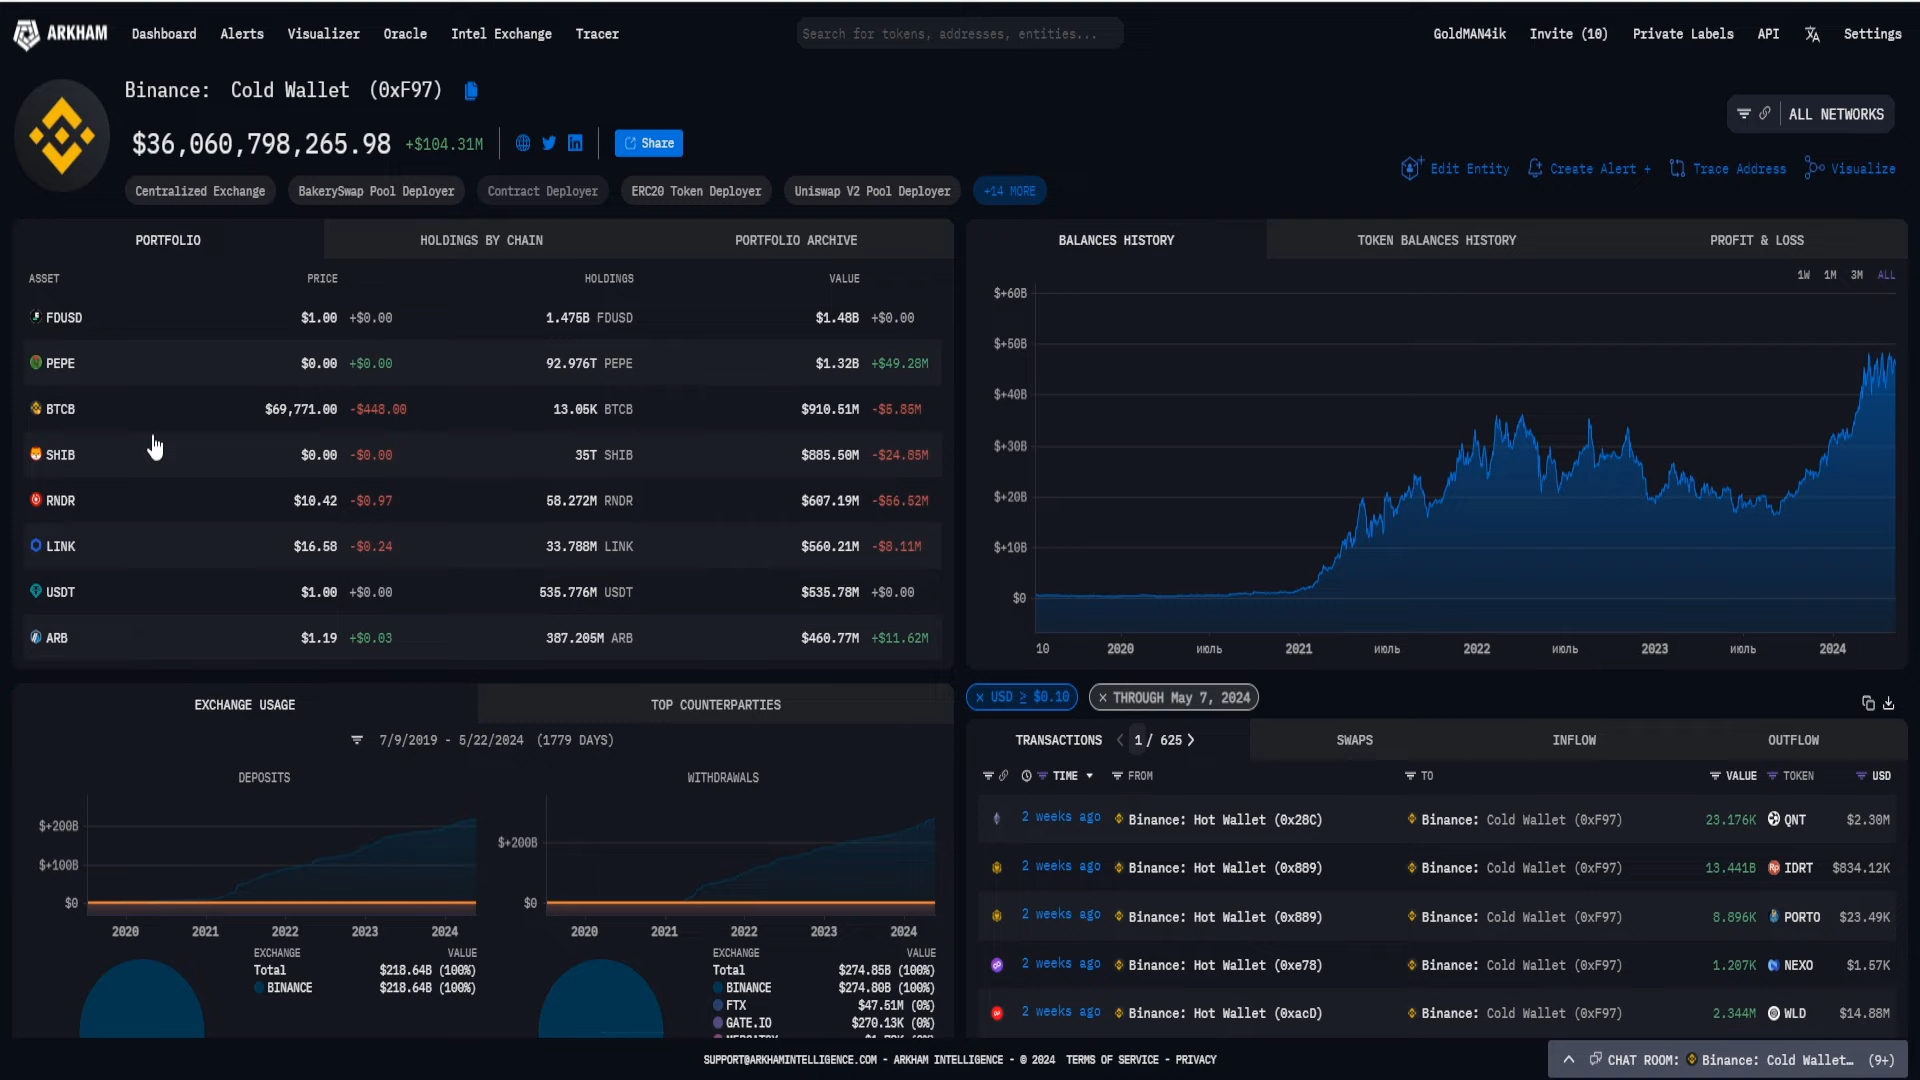 ARKHAM Dashboard Alerts Visualizer Oracle Intel Exchange Tracer Search for tokens, addresses, entities... GoldMAN4ik Invite (10) Private Labels API Settings
Binance: Cold Wallet (0xF97)
$36,060,798,265.98 +$104.31M Share
ALL NETWORKS
Edit Entity Create Alert + Trace Address Visualize
Centralized Exchange BakerySwap Pool Deployer Contract Deployer ERC20 Token Deployer Uniswap V2 Pool Deployer +14 MORE
PORTFOLIO HOLDINGS BY CHAIN PORTFOLIO ARCHIVE
ASSET PRICE HOLDINGS VALUE
FDUSD $1.00 +$0.00 1.475B FDUSD $1.48B +$0.00
PEPE $0.00 +$0.00 92.976T PEPE $1.32B +$49.28M
BTCB $69,771.00 -$448.00 13.05K BTCB $910.51M -$5.85M
SHIB $0.00 -$0.00 35T SHIB $885.50M -$24.85M
RNDR $10.42 -$0.97 58.272M RNDR $607.19M -$56.52M
LINK $16.58 -$0.24 33.788M LINK $560.21M -$8.11M
USDT $1.00 +$0.00 535.776M USDT $535.78M +$0.00
ARB $1.19 +$0.03 387.205M ARB $460.77M +$11.62M
BALANCES HISTORY TOKEN BALANCES HISTORY PROFIT & LOSS
1W 1M 3M ALL
$+60B
$+50B
$+40B
$+30B
$+20B
$+10B
$0
10 2020 июль 2021 июль 2022 июль 2023 июль 2024
EXCHANGE USAGE TOP COUNTERPARTIES
7/9/2019 - 5/22/2024 (1779 DAYS)
DEPOSITS
$+200B
$+100B
$0
2020 2021 2022 2023 2024
EXCHANGE VALUE
Total $218.64B (100%)
BINANCE $218.64B (100%)
WITHDRAWALS
$+200B
$0
2020 2021 2022 2023 2024
EXCHANGE VALUE
Total $274.85B (100%)
BINANCE $274.80B (100%)
FTX $47.51M (0%)
GATE.IO $270.13K (0%)
× USD ≥ $0.10 × THROUGH May 7, 2024
TRANSACTIONS 1 / 625 SWAPS INFLOW OUTFLOW
TIME FROM TO VALUE TOKEN USD
2 weeks ago Binance: Hot Wallet (0x28C) Binance: Cold Wallet (0xF97) 23.176K QNT $2.30M
2 weeks ago Binance: Hot Wallet (0x889) Binance: Cold Wallet (0xF97) 13.441B IDRT $834.12K
2 weeks ago Binance: Hot Wallet (0x889) Binance: Cold Wallet (0xF97) 8.896K PORTO $23.49K
2 weeks ago Binance: Hot Wallet (0xe78) Binance: Cold Wallet (0xF97) 1.207K NEXO $1.57K
2 weeks ago Binance: Hot Wallet (0xacD) Binance: Cold Wallet (0xF97) 2.344M WLD $14.88M
SUPPORT@ARKHAMINTELLIGENCE.COM - ARKHAM INTELLIGENCE - © 2024 TERMS OF SERVICE - PRIVACY
CHAT ROOM: Binance: Cold Wallet… (9+)